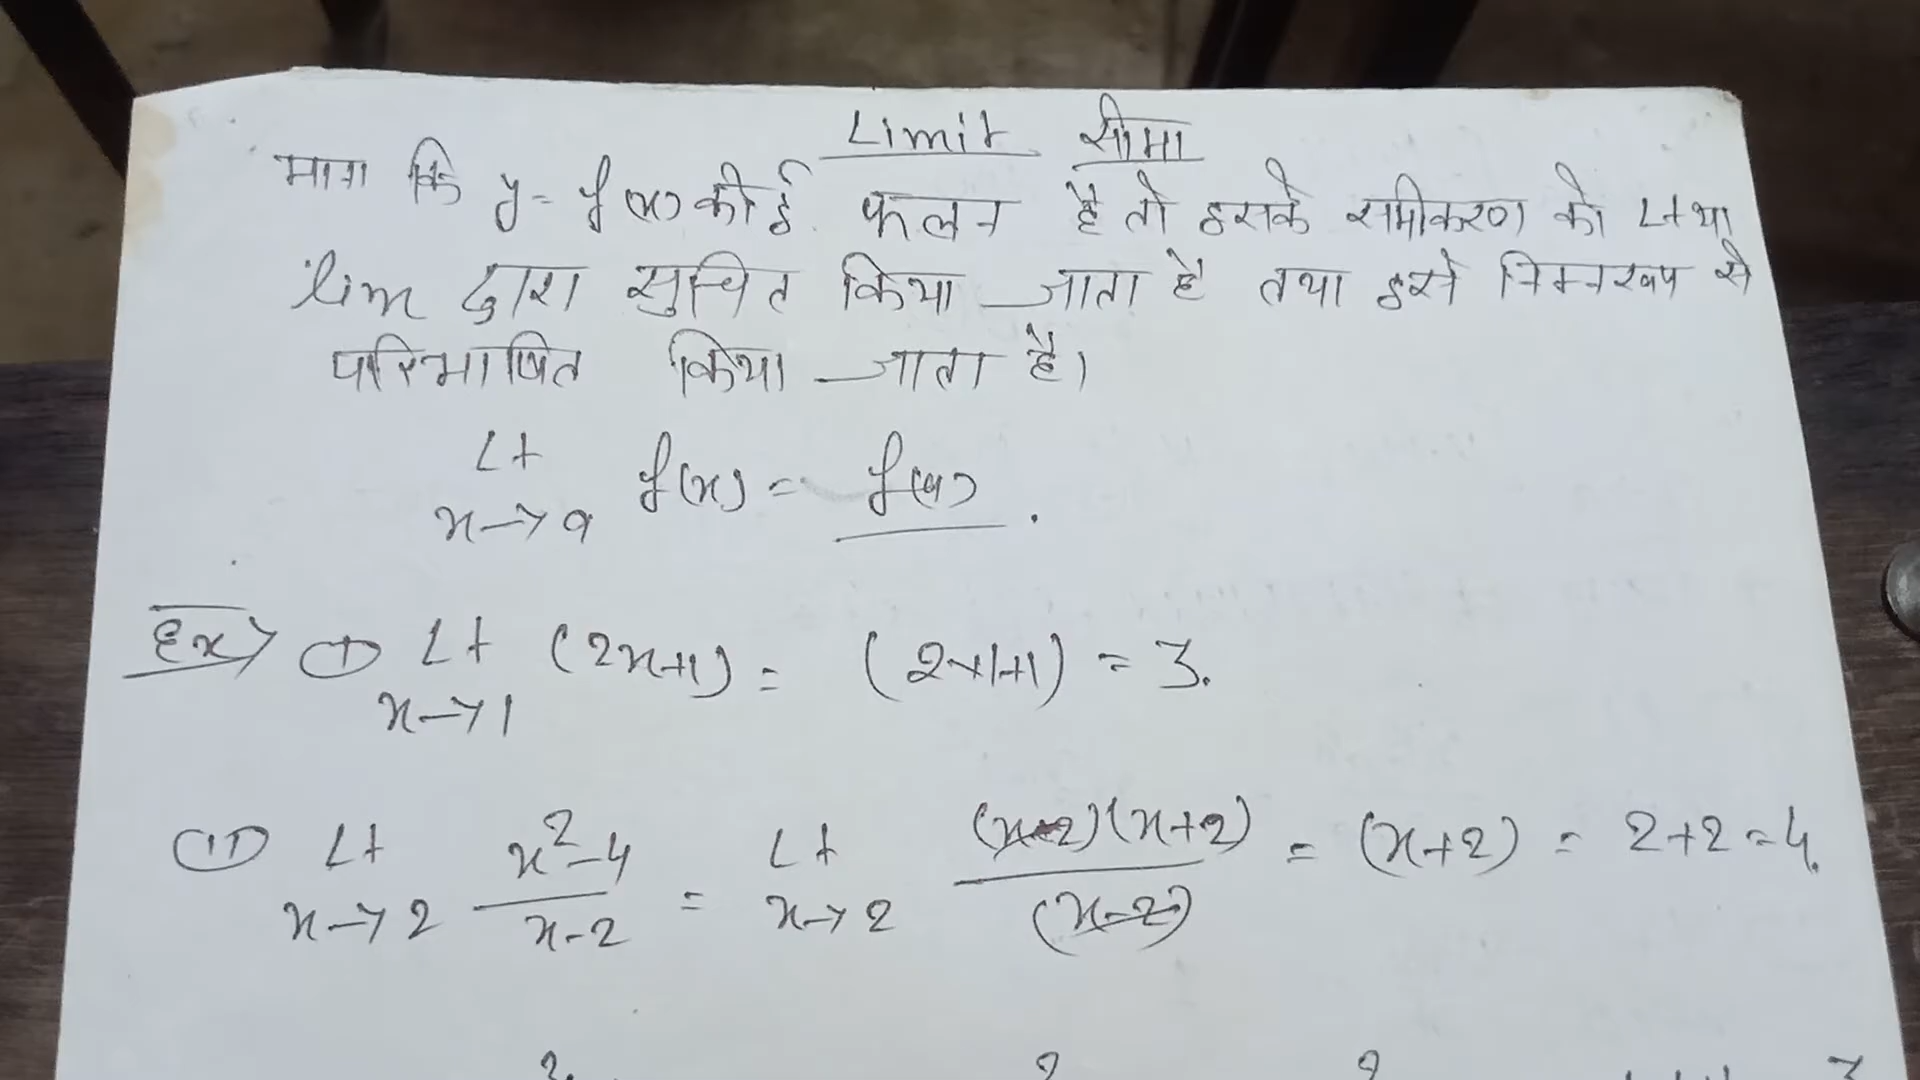 Limit सीमा
माना कि y = f(x) कोई फलन है तो इसके समीकरण को Lt या
lim द्वारा सुचित किया जाता है तथा इसे निम्नरूप से
परिभाषित किया जाता है।
Lt f(x) = f(a).
x→a
Ex> (I) Lt (2x+1) = (2×1+1) = 3.
x→1
(II) Lt x²-4 / x-2 = Lt (x-2)(x+2) / (x-2) = (x+2) = 2+2 = 4.
x→2 x→2